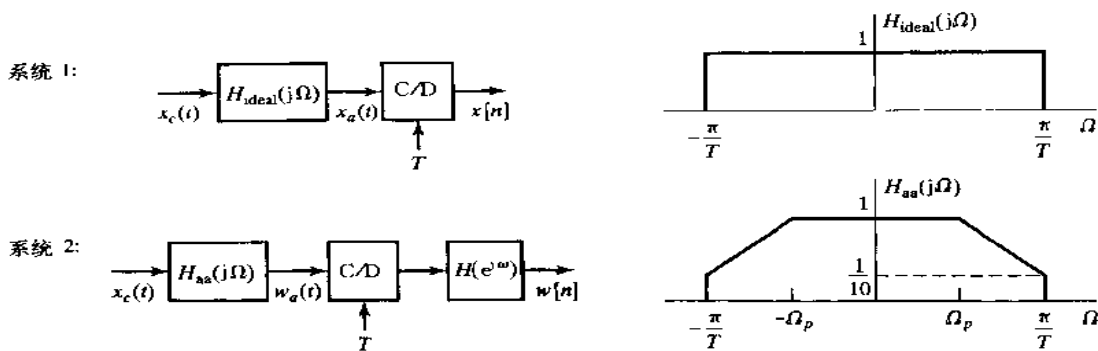 系统 1:
x_c(t)
H_ideal(jΩ)
x_a(t)
C/D
x[n]
T
H_ideal(jΩ)
1
-π/T
π/T
Ω
系统 2:
x_c(t)
H_aa(jΩ)
w_a(t)
C/D
H(e^jω)
w[n]
T
H_aa(jΩ)
1
1/10
-π/T
-Ω_p
Ω_p
π/T
Ω